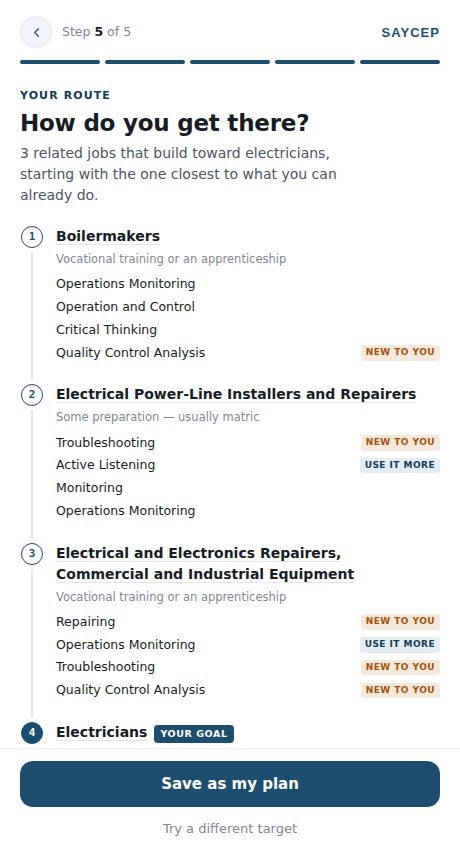 Step 5 of 5
SAYCEP
YOUR ROUTE
How do you get there?
3 related jobs that build toward electricians,
starting with the one closest to what you can
already do.
1 Boilermakers
Vocational training or an apprenticeship
Operations Monitoring
Operation and Control
Critical Thinking
Quality Control Analysis NEW TO YOU
2 Electrical Power-Line Installers and Repairers
Some preparation — usually matric
Troubleshooting NEW TO YOU
Active Listening USE IT MORE
Monitoring
Operations Monitoring
3 Electrical and Electronics Repairers,
Commercial and Industrial Equipment
Vocational training or an apprenticeship
Repairing NEW TO YOU
Operations Monitoring USE IT MORE
Troubleshooting NEW TO YOU
Quality Control Analysis NEW TO YOU
4 Electricians YOUR GOAL
Save as my plan
Try a different target